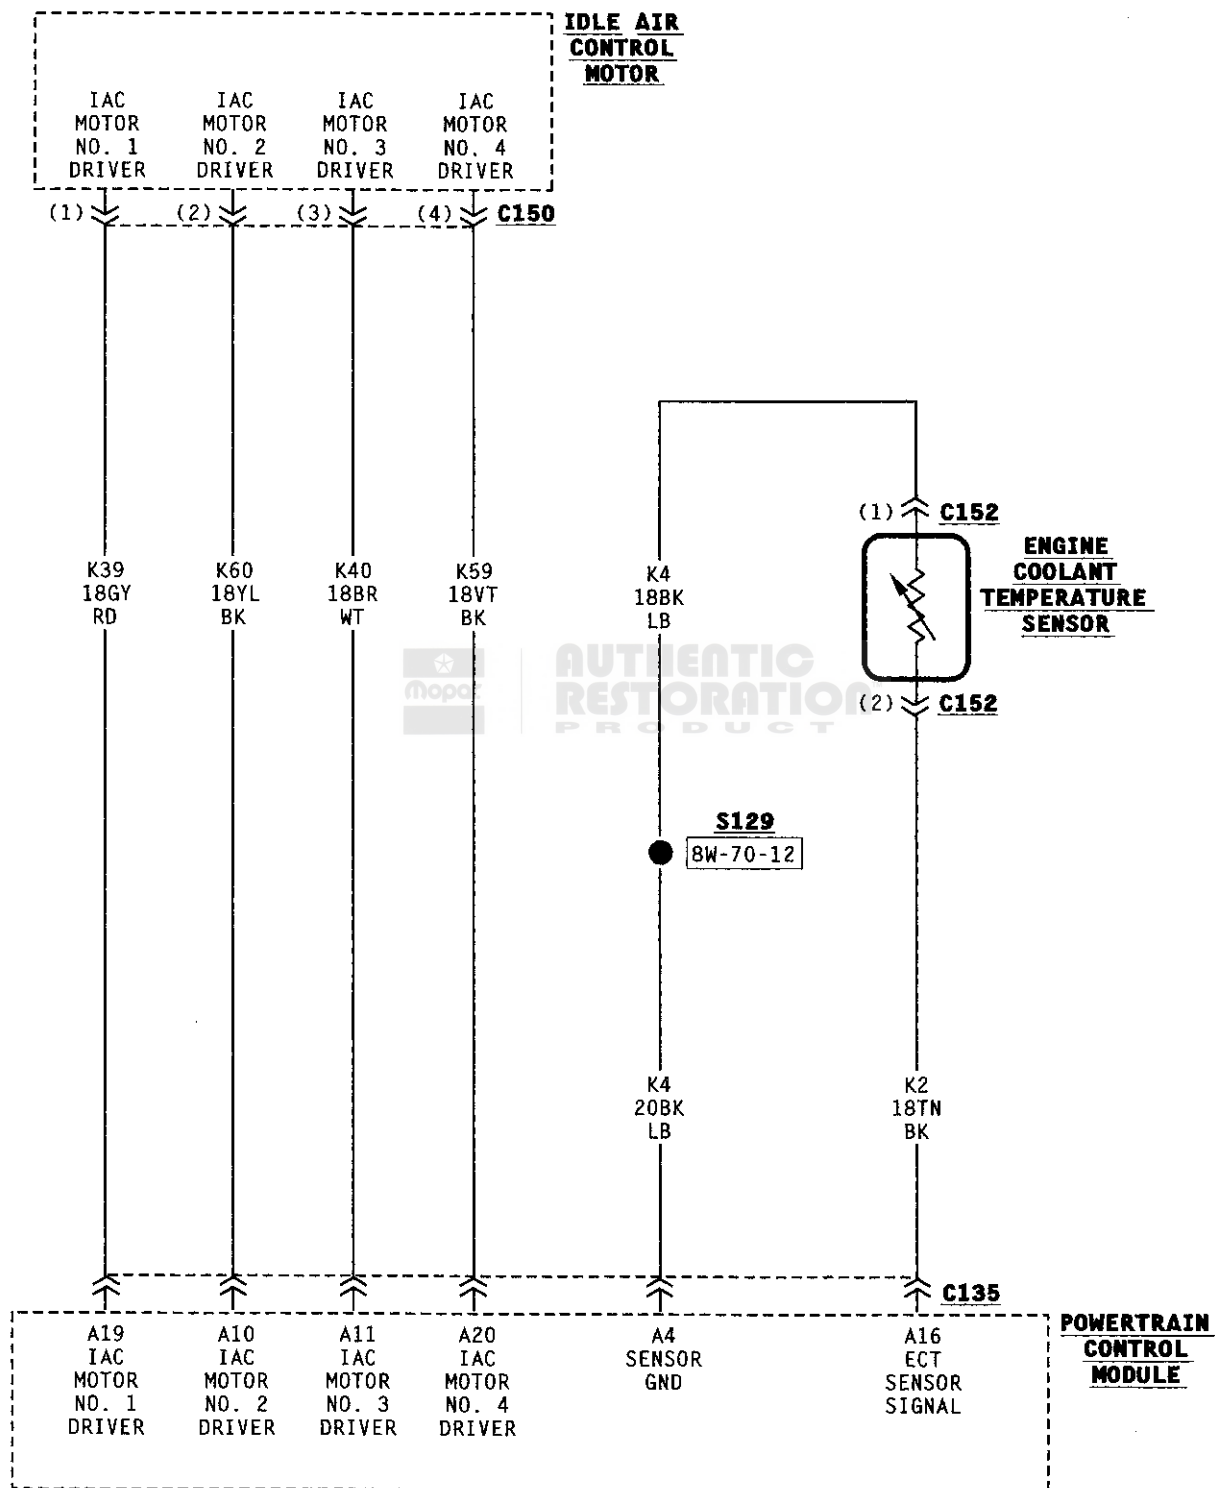 IDLE AIR
CONTROL
MOTOR
IAC
MOTOR
NO. 1
DRIVER
IAC
MOTOR
NO. 2
DRIVER
IAC
MOTOR
NO. 3
DRIVER
IAC
MOTOR
NO. 4
DRIVER
(1)
(2)
(3)
(4)
C150
(1)
C152
ENGINE
COOLANT
TEMPERATURE
SENSOR
K39
18GY
RD
K60
18YL
BK
K40
18BR
WT
K59
18VT
BK
K4
18BK
LB
mopar
AUTHENTIC
RESTORATION
PRODUCT
(2)
C152
S129
8W-70-12
K4
20BK
LB
K2
18TN
BK
C135
POWERTRAIN
CONTROL
MODULE
A19
IAC
MOTOR
NO. 1
DRIVER
A10
IAC
MOTOR
NO. 2
DRIVER
A11
IAC
MOTOR
NO. 3
DRIVER
A20
IAC
MOTOR
NO. 4
DRIVER
A4
SENSOR
GND
A16
ECT
SENSOR
SIGNAL